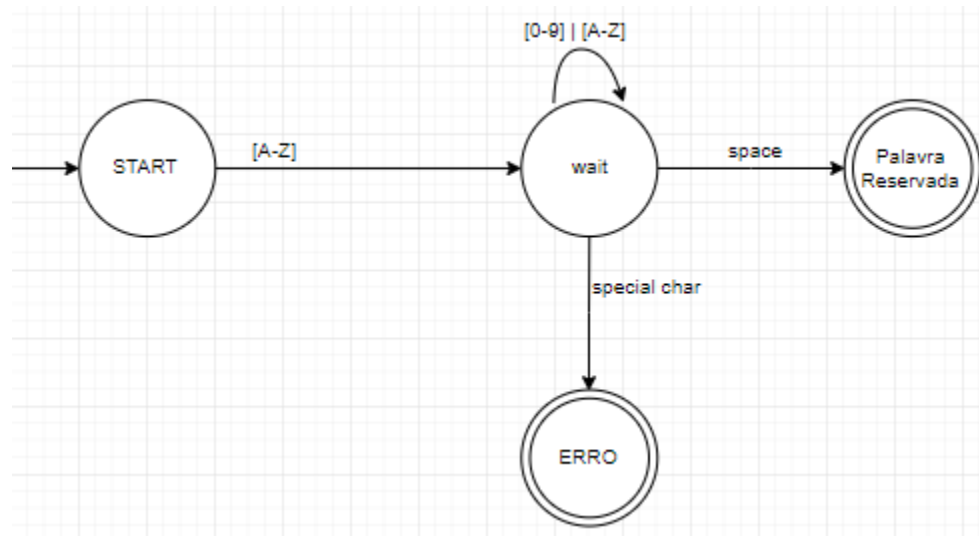 [0-9] | [A-Z]
START
[A-Z]
wait
space
Palavra
Reservada
special char
ERRO